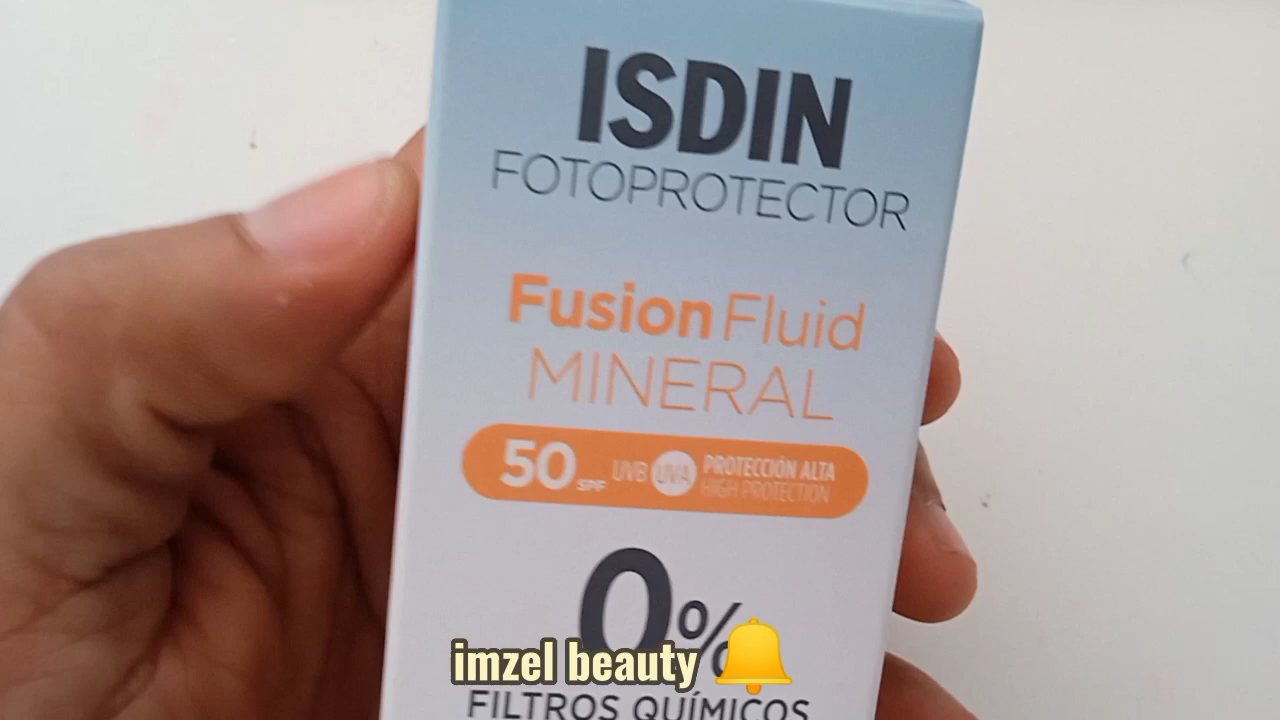 ISDIN
FOTOPROTECTOR
Fusion Fluid
MINERAL
50 SPF UVB UVA PROTECCIÓN ALTA
HIGH PROTECTION
0%
imzel beauty 🔔
FILTROS QUÍMICOS